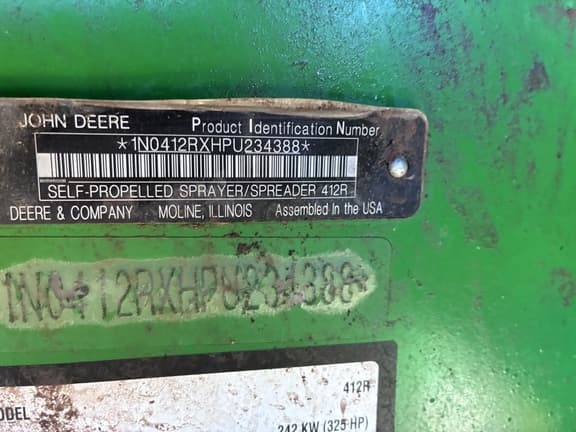 JOHN DEERE Product Identification Number
*1N0412RXHPU234388*
SELF-PROPELLED SPRAYER/SPREADER 412R
DEERE & COMPANY MOLINE, ILLINOIS Assembled In the USA
1N0412RXHPU234388
412R
242 KW (325 HP)